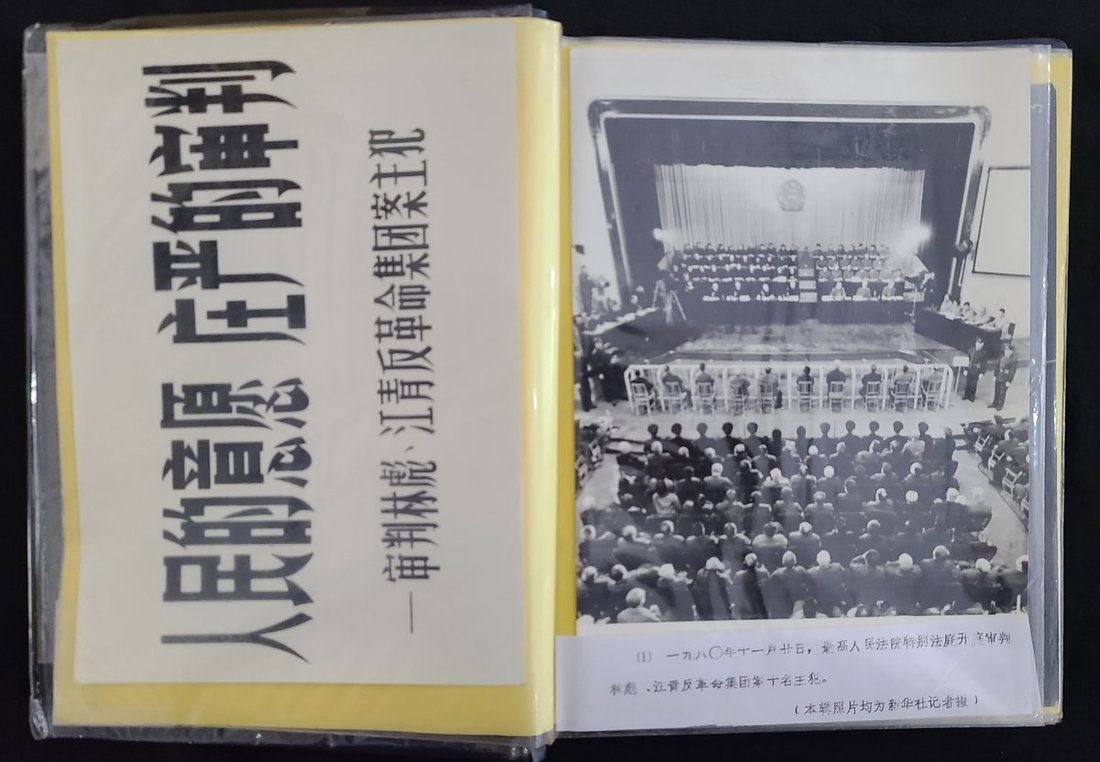 人民的意愿 庄严的审判
——审判林彪、江青反革命集团案主犯
(1) 一九八〇年十一月廿日，最高人民法院特别法庭开庭审判
林彪、江青反革命集团案十名主犯。
(本辑照片均为新华社记者摄)